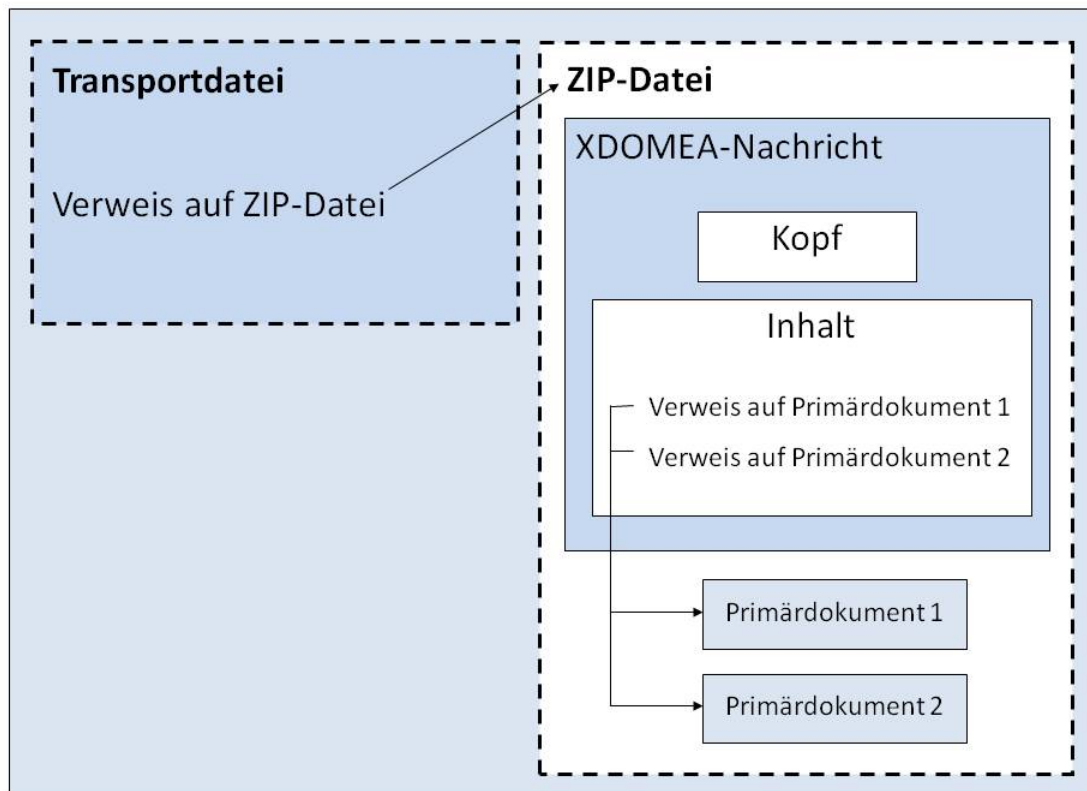 Transportdatei
Verweis auf ZIP-Datei
ZIP-Datei
XDOMEA-Nachricht
Kopf
Inhalt
Verweis auf Primärdokument 1
Verweis auf Primärdokument 2
Primärdokument 1
Primärdokument 2